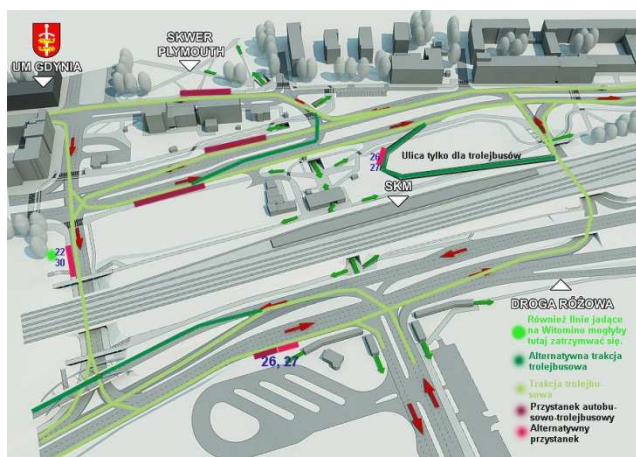 UM GDYNIA
SKWER
PLYMOUTH
26
27
Ulica tylko dla trolejbusów
SKM
22
30
26, 27
DROGA RÓŻOWA
Również linie jadące
na Witomino mogłyby
tutaj zatrzymwać się.
Alternatywna trakcja
trolejbusowa
Trakcja trolejbu-
sowa
Przystanek autobu-
sowo-trolejbusowy
Alternatywny
przystanek